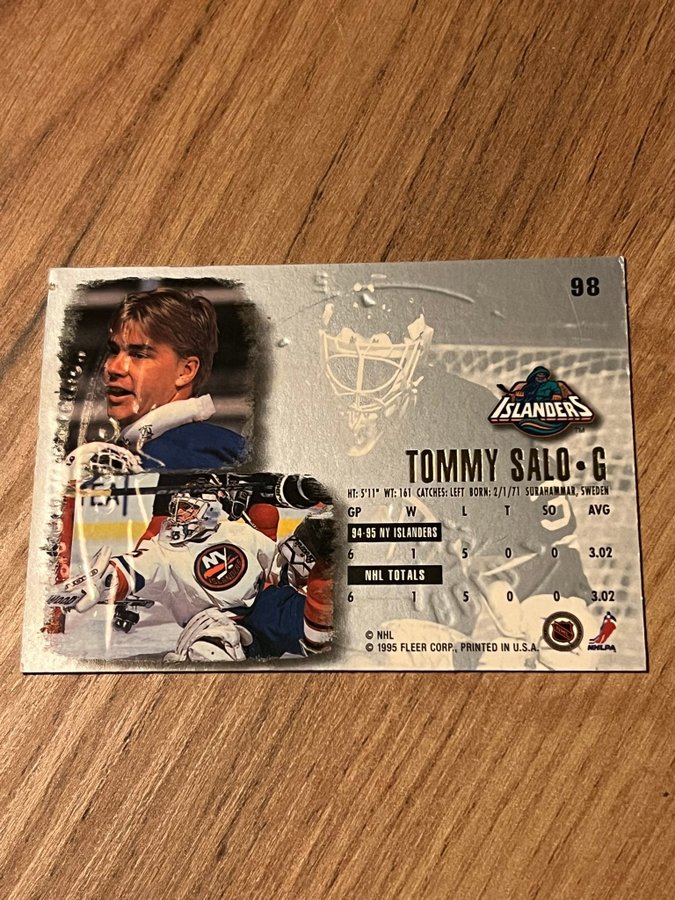 98
ISLANDERS
TM
TOMMY SALO • G
HT: 5'11" WT: 161 CATCHES: LEFT BORN: 2/1/71 SURAHAMMAR, SWEDEN
GP W L T SO AVG
94-95 NY ISLANDERS
6 1 5 0 0 3.02
NHL TOTALS
6 1 5 0 0 3.02
© NHL
© 1995 FLEER CORP., PRINTED IN U.S.A.
NHLPA
NY